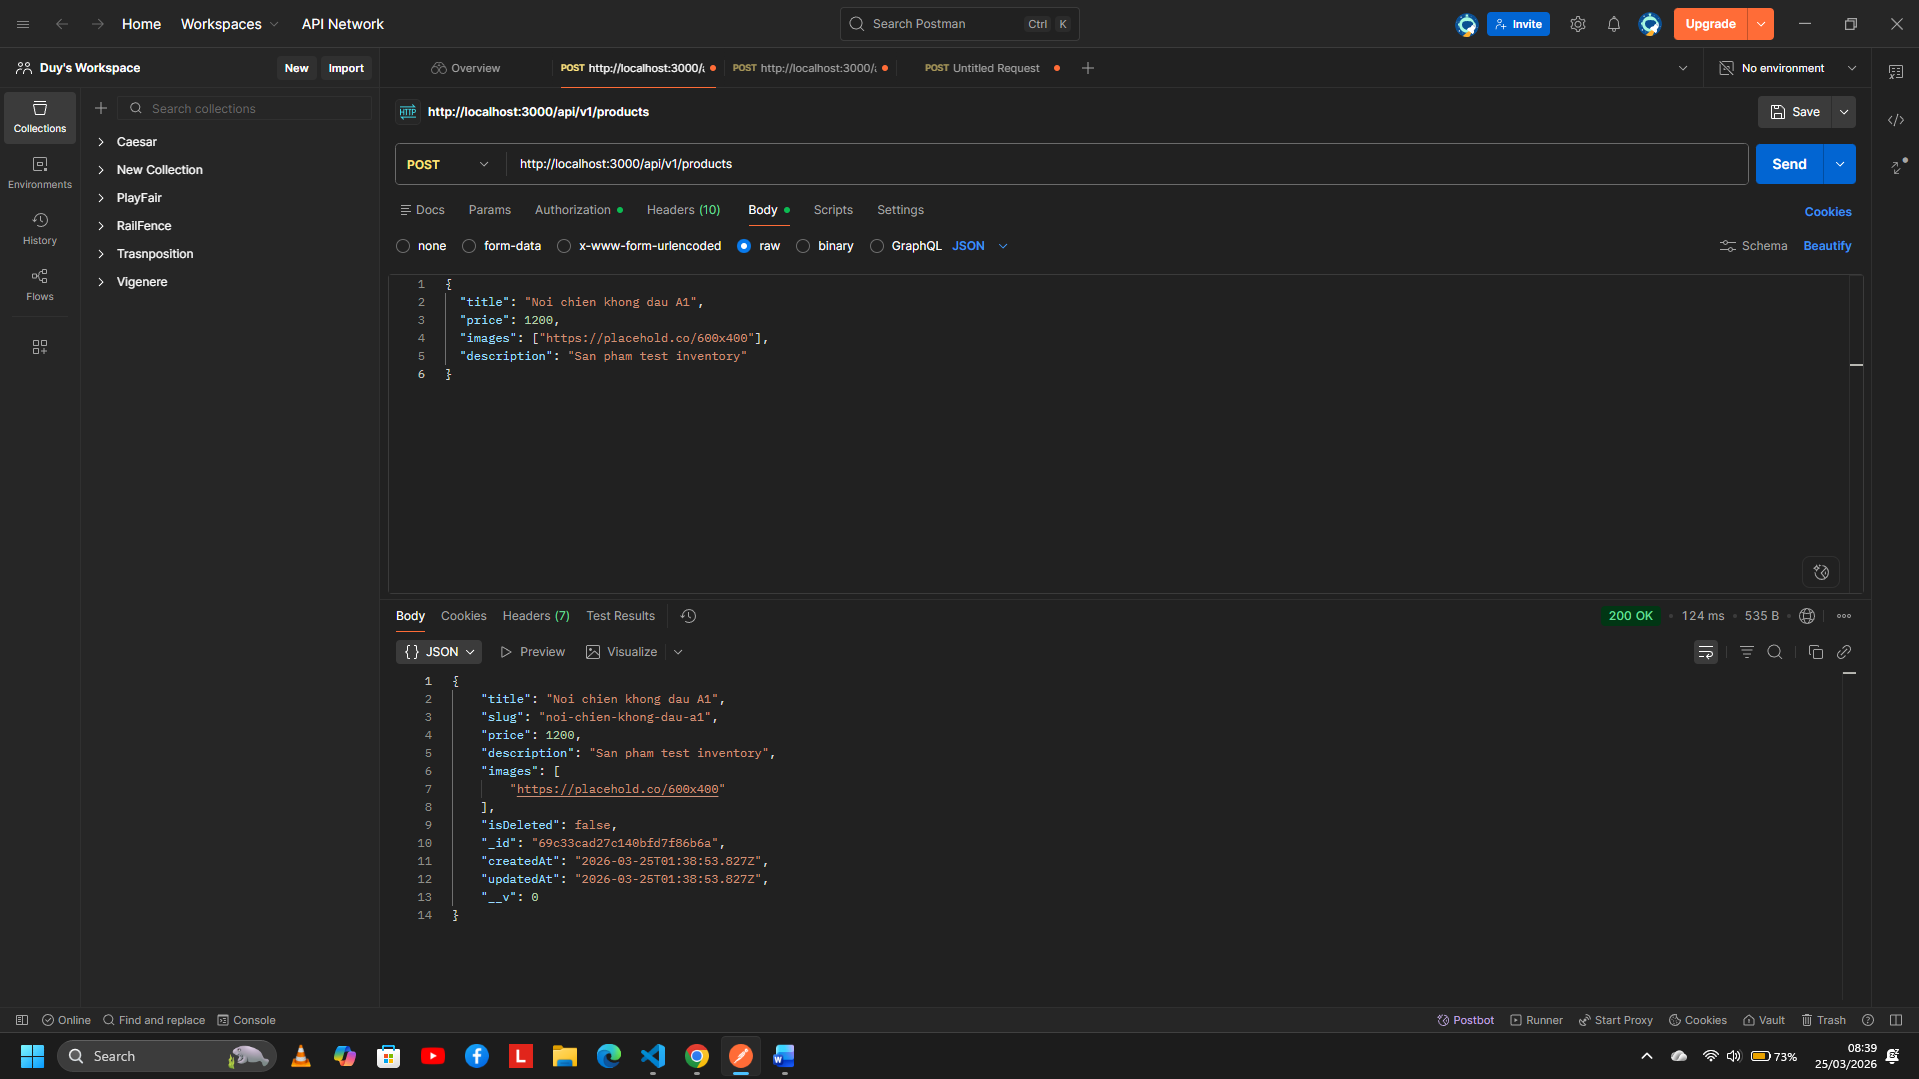 Home Workspaces API Network Search Postman Ctrl K Invite Upgrade
Duy's Workspace New Import Overview POST http://localhost:3000/a POST http://localhost:3000/a POST Untitled Request No environment
Collections
Environments
History
Flows
Search collections
Caesar
New Collection
PlayFair
RailFence
Trasnposition
Vigenere
HTTP http://localhost:3000/api/v1/products Save
POST http://localhost:3000/api/v1/products Send
Docs Params Authorization Headers (10) Body Scripts Settings Cookies
none form-data x-www-form-urlencoded raw binary GraphQL JSON Schema Beautify
1 {
2 "title": "Noi chien khong dau A1",
3 "price": 1200,
4 "images": ["https://placehold.co/600x400"],
5 "description": "San pham test inventory"
6 }
Body Cookies Headers (7) Test Results 200 OK 124 ms 535 B
{} JSON Preview Visualize
1 {
2 "title": "Noi chien khong dau A1",
3 "slug": "noi-chien-khong-dau-a1",
4 "price": 1200,
5 "description": "San pham test inventory",
6 "images": [
7 "https://placehold.co/600x400"
8 ],
9 "isDeleted": false,
10 "_id": "69c33cad27c140bfd7f86b6a",
11 "createdAt": "2026-03-25T01:38:53.827Z",
12 "updatedAt": "2026-03-25T01:38:53.827Z",
13 "__v": 0
14 }
Online Find and replace Console Postbot Runner Start Proxy Cookies Vault Trash
Search L W 73% 08:39
25/03/2026